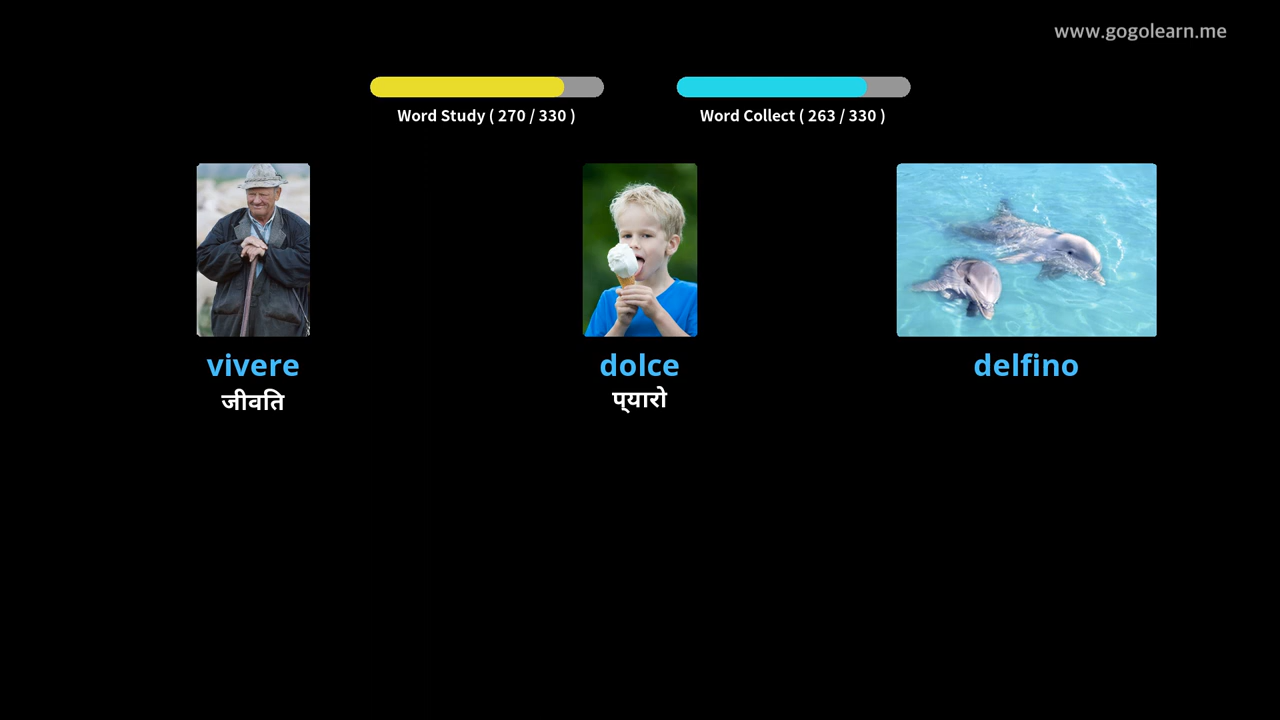 www.gogolearn.me
Word Study ( 270 / 330 )
Word Collect ( 263 / 330 )
vivere
जीवति
dolce
प्यारो
delfino